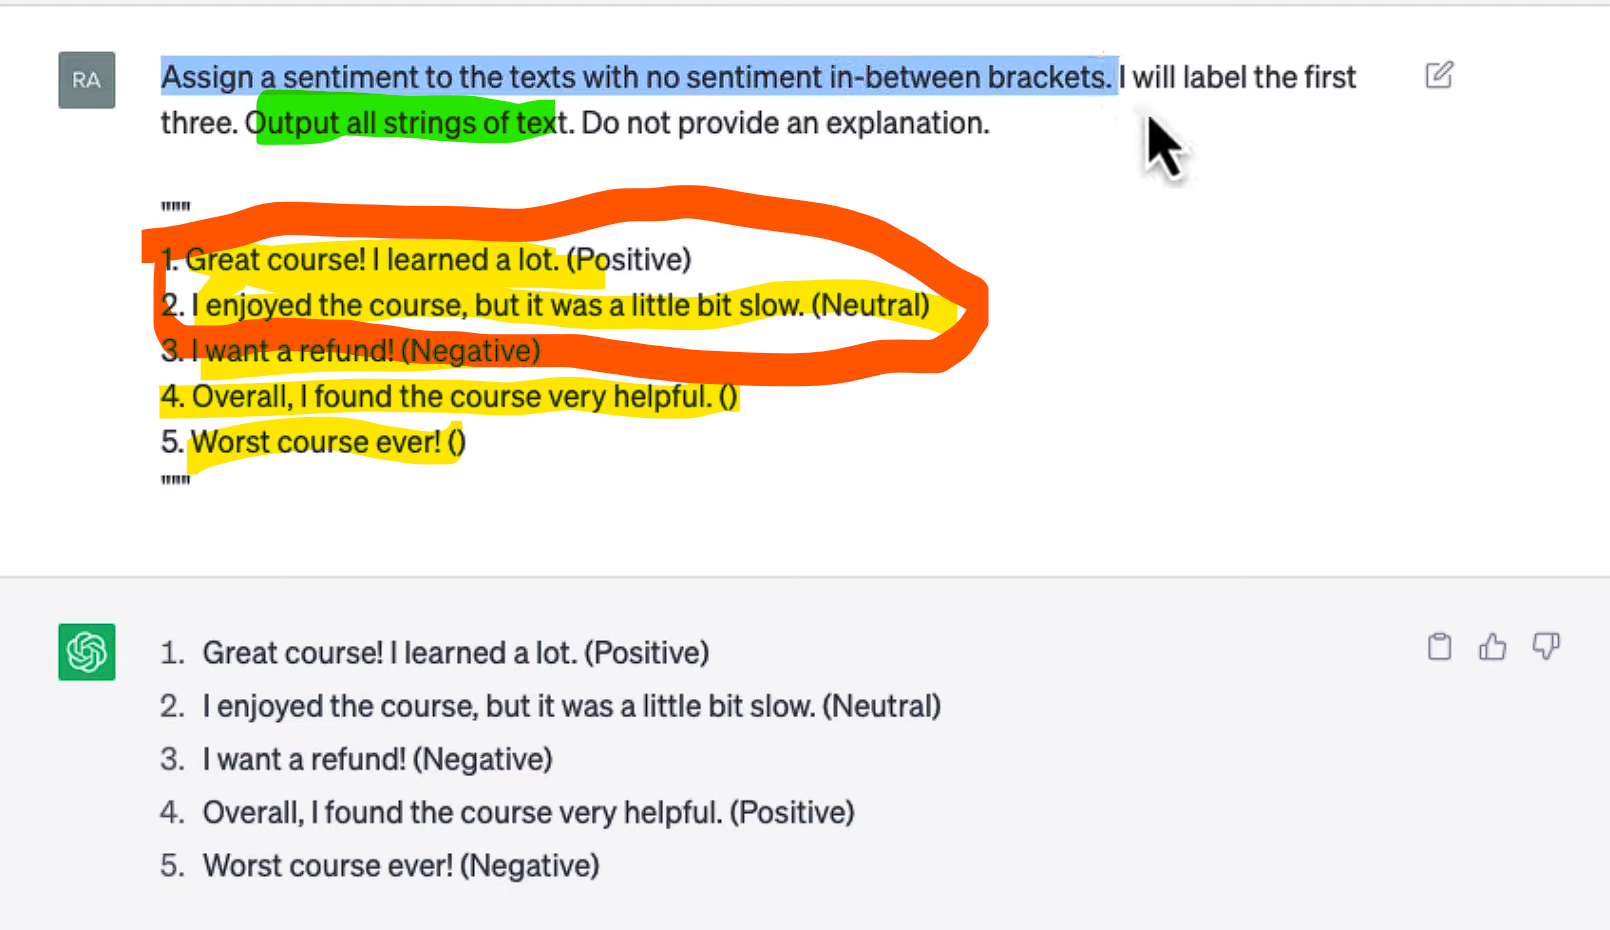 RA
Assign a sentiment to the texts with no sentiment in-between brackets. I will label the first
three. Output all strings of text. Do not provide an explanation.
"""
1. Great course! I learned a lot. (Positive)
2. I enjoyed the course, but it was a little bit slow. (Neutral)
3. I want a refund! (Negative)
4. Overall, I found the course very helpful. ()
5. Worst course ever! ()
"""
1. Great course! I learned a lot. (Positive)
2. I enjoyed the course, but it was a little bit slow. (Neutral)
3. I want a refund! (Negative)
4. Overall, I found the course very helpful. (Positive)
5. Worst course ever! (Negative)